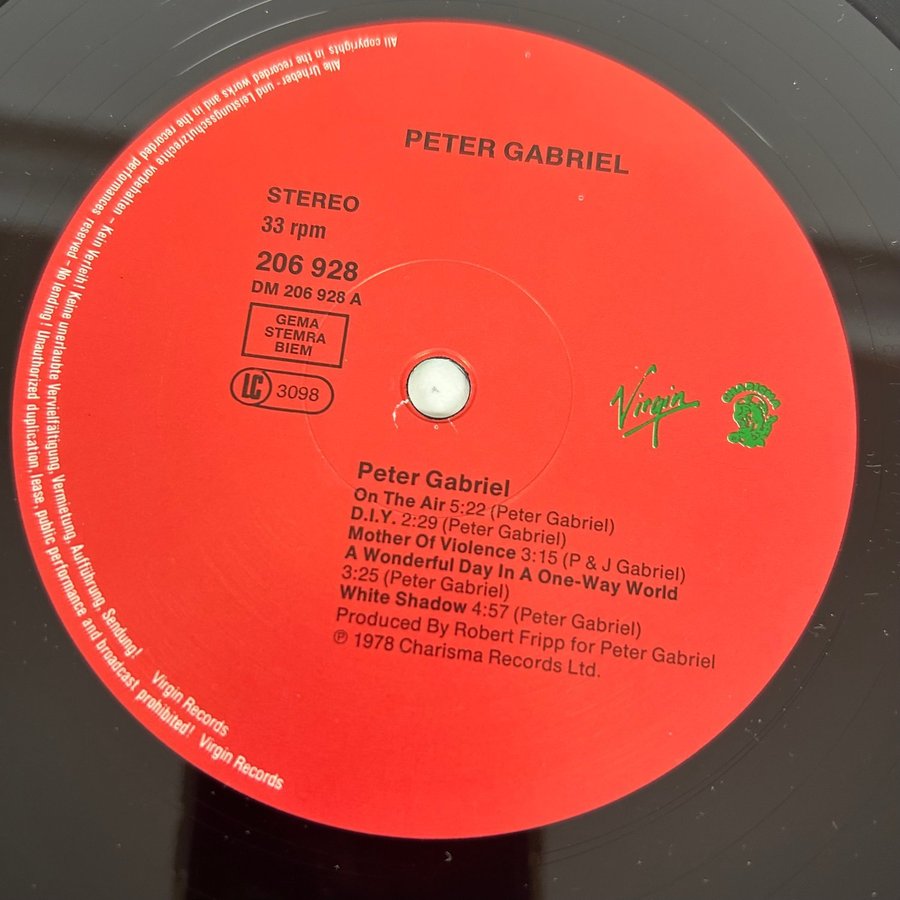 PETER GABRIEL
STEREO
33 rpm
206 928
DM 206 928 A
GEMA
STEMRA
BIEM
LC 3098
Virgin
CHARISMA
Peter Gabriel
On The Air 5:22 (Peter Gabriel)
D.I.Y. 2:29 (Peter Gabriel)
Mother Of Violence 3:15 (P & J Gabriel)
A Wonderful Day In A One-Way World
3:25 (Peter Gabriel)
White Shadow 4:57 (Peter Gabriel)
Produced By Robert Fripp for Peter Gabriel
℗ 1978 Charisma Records Ltd.
Alle Urheber- und Leistungsschutzrechte vorbehalten – Kein Verleih! Keine unerlaubte Vervielfältigung, Vermietung, Aufführung, Sendung! Virgin Records
All copyrights in the recorded works and in the recorded performances reserved – No lending! Unauthorized duplication, lease, public performance and broadcast prohibited! Virgin Records